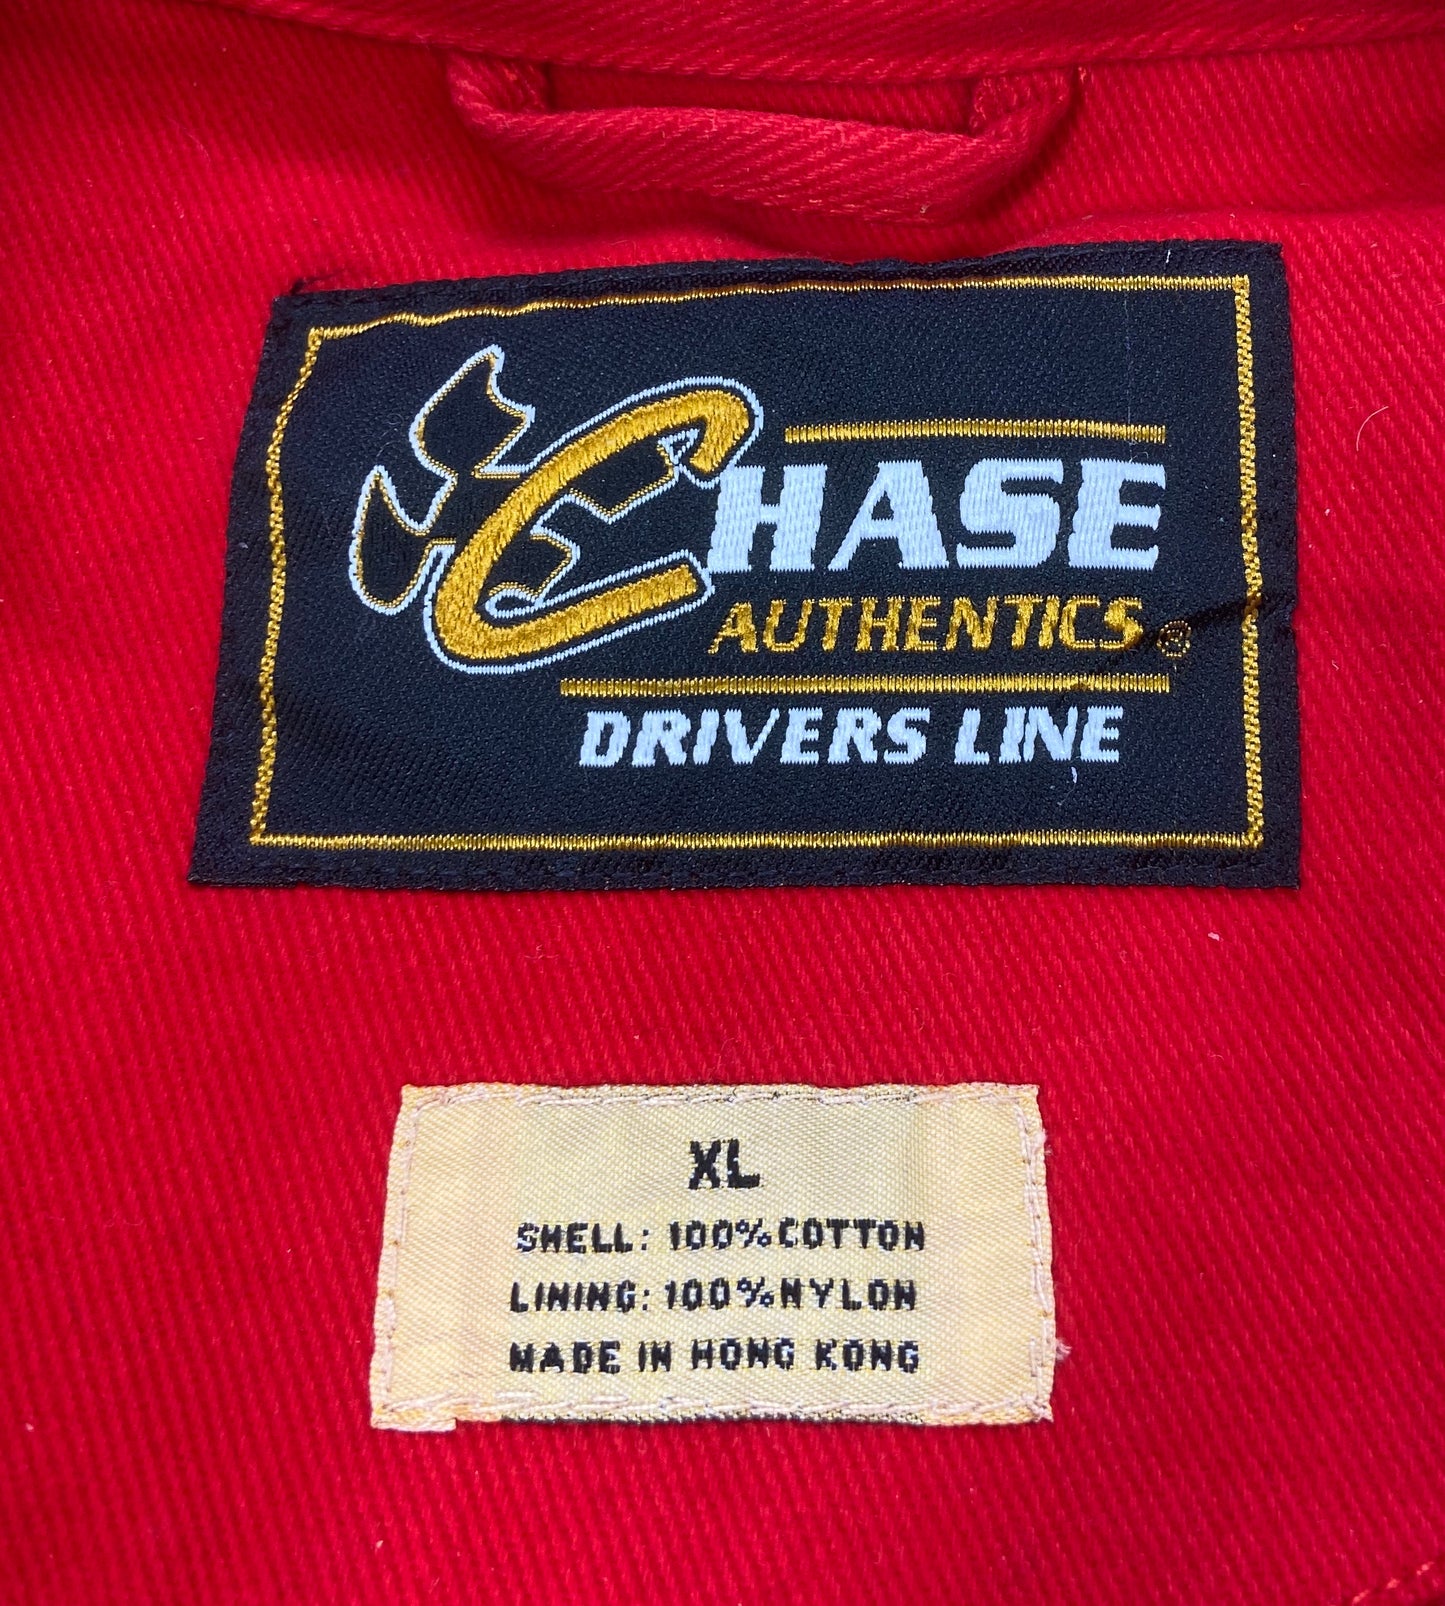 CHASE
AUTHENTICS®
DRIVERS LINE
XL
SHELL: 100% COTTON
LINING: 100% NYLON
MADE IN HONG KONG